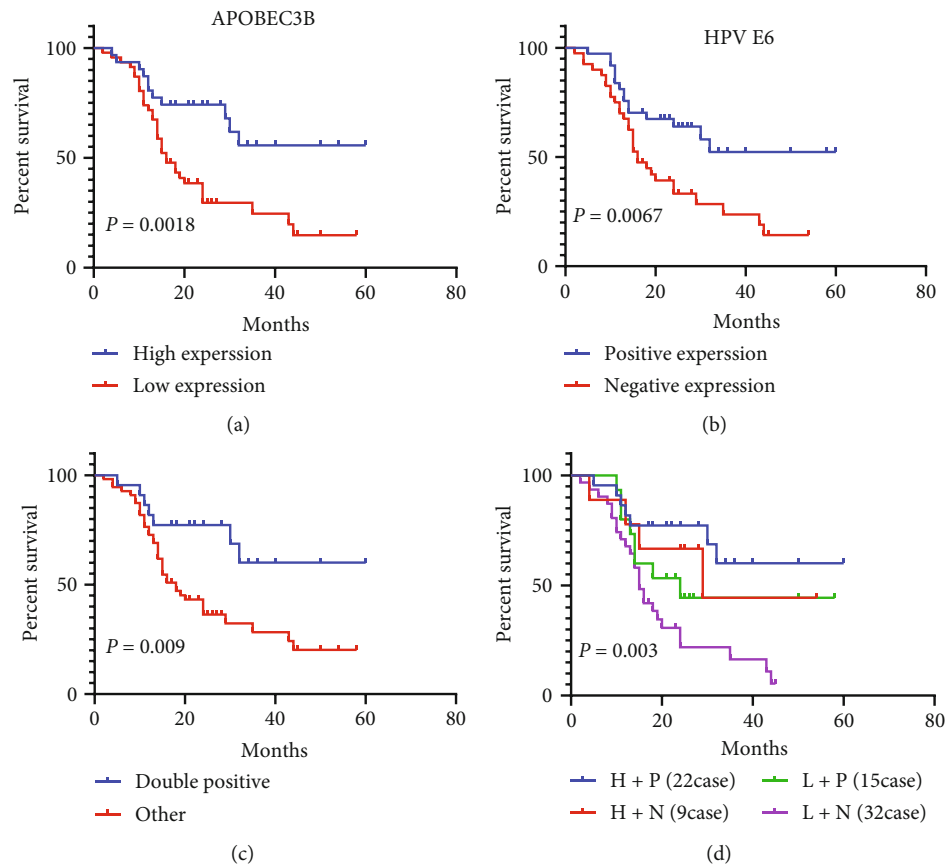 APOBEC3B
100
50
0
Percent survival
P = 0.0018
0 20 40 60 80
Months
High experssion
Low expression
(a)
HPV E6
100
50
0
Percent survival
P = 0.0067
0 20 40 60 80
Months
Positive experssion
Negative expression
(b)
100
50
0
Percent survival
P = 0.009
0 20 40 60 80
Months
Double positive
Other
(c)
100
50
0
Percent survival
P = 0.003
0 20 40 60 80
Months
H + P (22case) L + P (15case)
H + N (9case) L + N (32case)
(d)